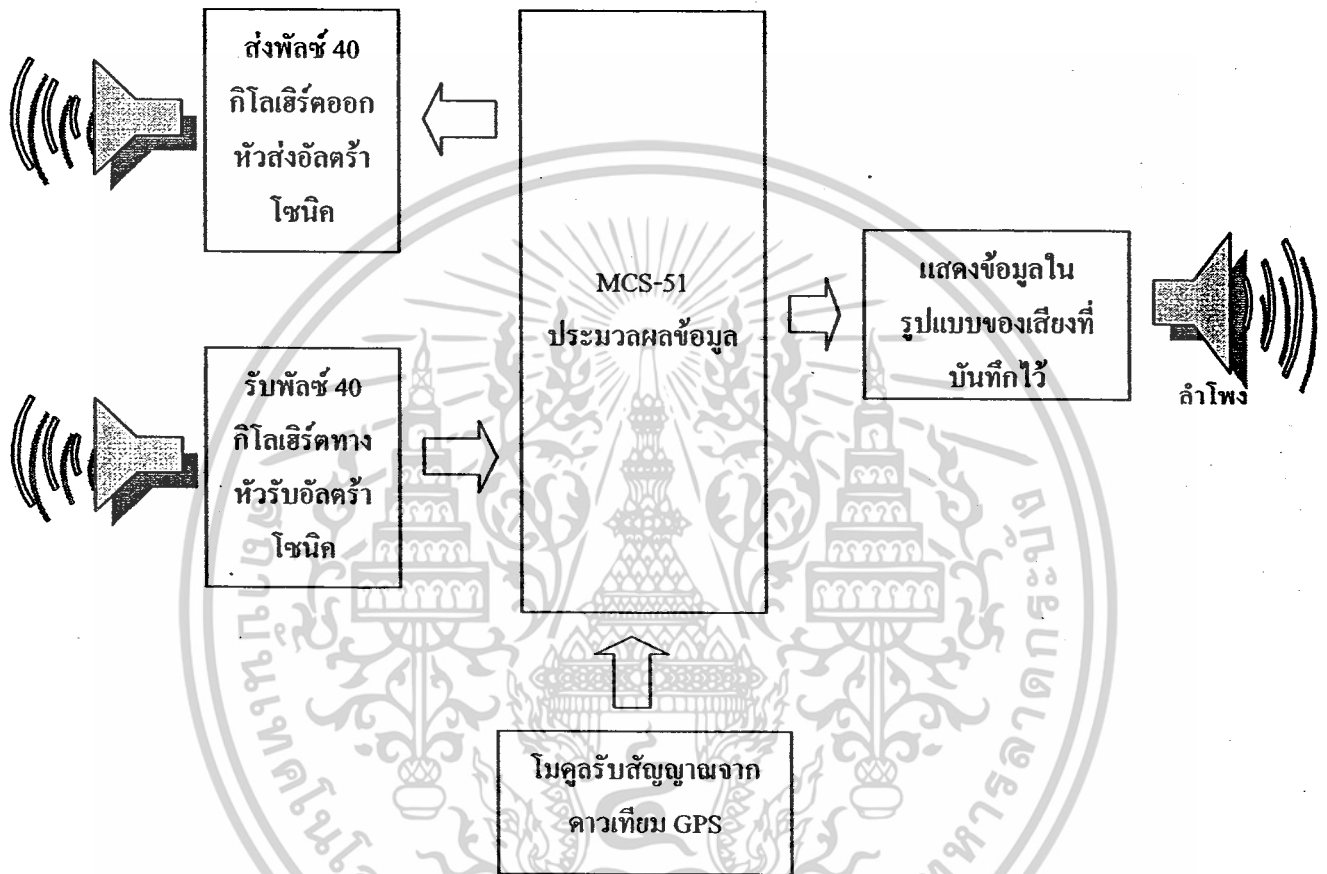 ส่งพัลซ์ 40
กิโลเฮิร์ตออก
หัวส่งอัลตร้า
โซนิค
รับพัลซ์ 40
กิโลเฮิร์ตทาง
หัวรับอัลตร้า
โซนิค
MCS-51
ประมวลผลข้อมูล
แสดงข้อมูลใน
รูปแบบของเสียงที่
บันทึกไว้
ลำโพง
โมดูลรับสัญญาณจาก
ดาวเทียม GPS